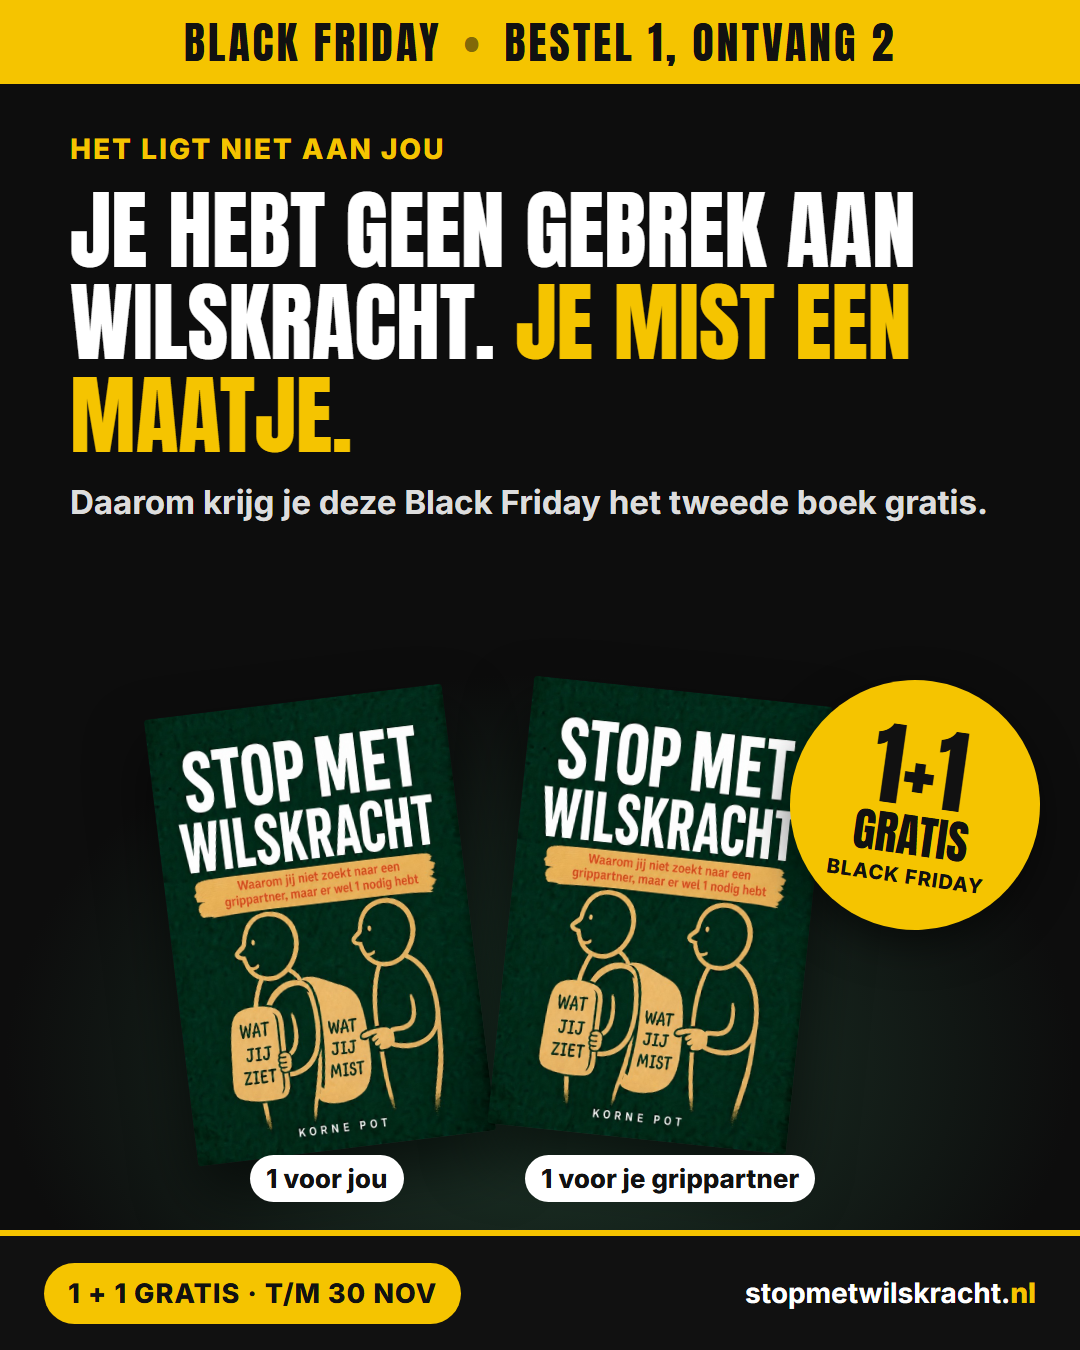 BLACK FRIDAY • BESTEL 1, ONTVANG 2
HET LIGT NIET AAN JOU
JE HEBT GEEN GEBREK AAN
WILSKRACHT. JE MIST EEN
MAATJE.
Daarom krijg je deze Black Friday het tweede boek gratis.
STOP MET
WILSKRACHT
Waarom jij niet zoekt naar een
grippartner, maar er wel 1 nodig hebt
WAT
JIJ
ZIET
WAT
JIJ
MIST
KORNE POT
1 voor jou
STOP MET
WILSKRACHT
Waarom jij niet zoekt naar een
grippartner, maar er wel 1 nodig hebt
WAT
JIJ
ZIET
WAT
JIJ
MIST
KORNE POT
1 voor je grippartner
1+1
GRATIS
BLACK FRIDAY
1 + 1 GRATIS · T/M 30 NOV
stopmetwilskracht.nl